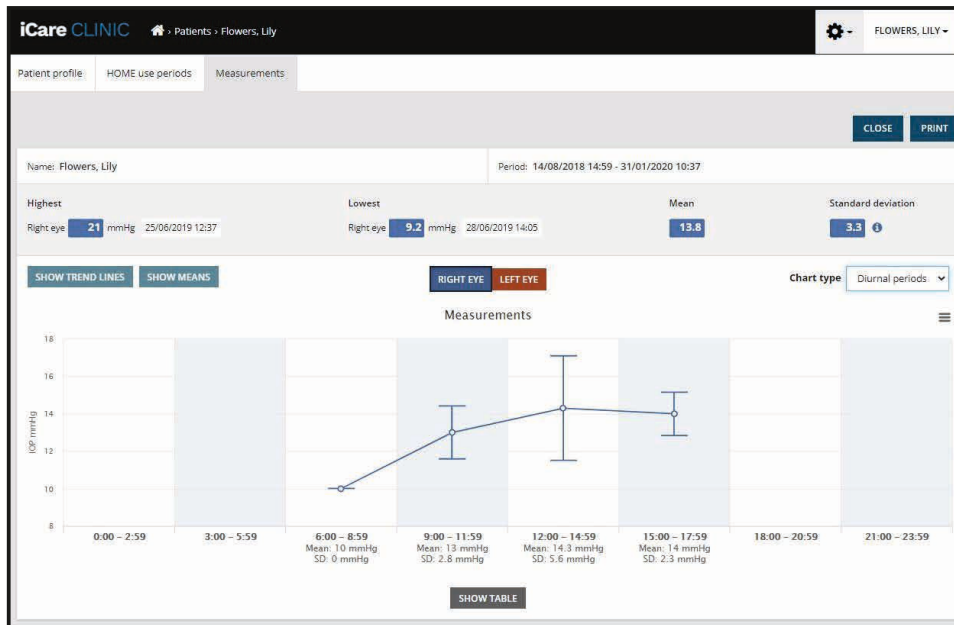 iCare CLINIC › Patients › Flowers, Lily FLOWERS, LILY
Patient profile HOME use periods Measurements
CLOSE PRINT
Name: Flowers, Lily Period: 14/08/2018 14:59 - 31/01/2020 10:37
Highest Lowest Mean Standard deviation
Right eye 21 mmHg 25/06/2019 12:37 Right eye 9.2 mmHg 28/06/2019 14:05 13.8 3.3
SHOW TREND LINES SHOW MEANS RIGHT EYE LEFT EYE Chart type Diurnal periods
Measurements
18
16
14
12
10
8
IOP mmHg
0:00 – 2:59 3:00 – 5:59 6:00 – 8:59 9:00 – 11:59 12:00 – 14:59 15:00 – 17:59 18:00 – 20:59 21:00 – 23:59
Mean: 10 mmHg Mean: 13 mmHg Mean: 14.3 mmHg Mean: 14 mmHg
SD: 0 mmHg SD: 2.8 mmHg SD: 5.6 mmHg SD: 2.3 mmHg
SHOW TABLE